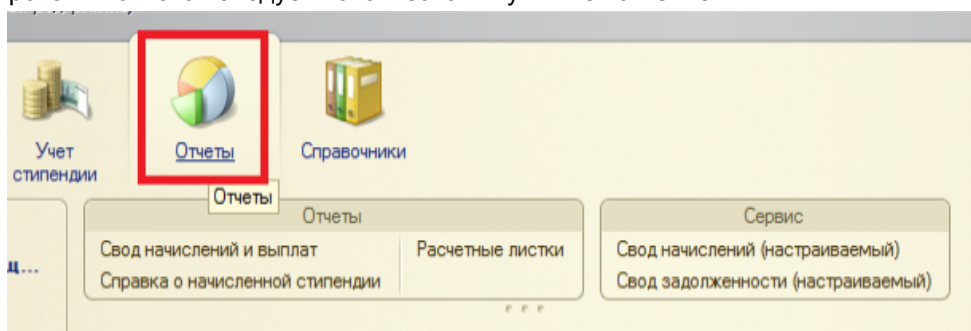 Учет стипендии
Отчеты
Справочники
Отчеты
Отчеты
Сервис
Свод начислений и выплат
Расчетные листки
Свод начислений (настраиваемый)
щ...
Справка о начисленной стипендии
Свод задолженности (настраиваемый)